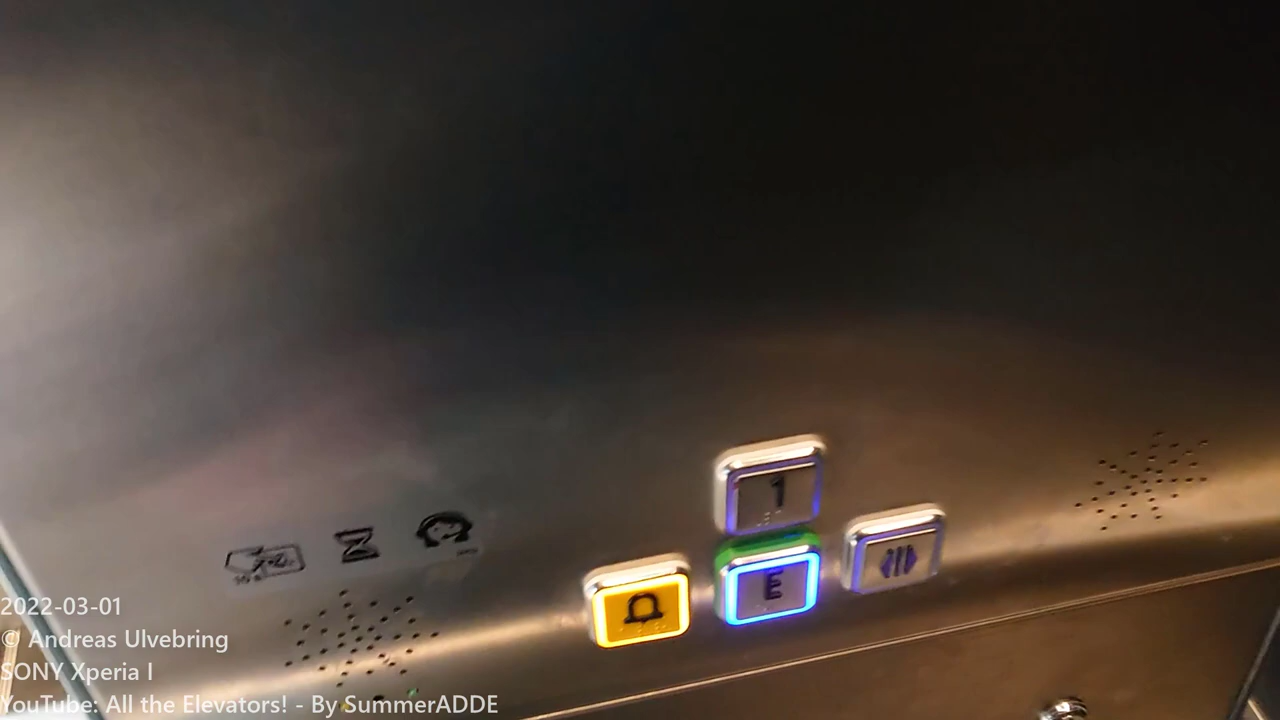 1
E
2022-03-01
© Andreas Ulvebring
SONY Xperia I
YouTube: All the Elevators! - By SummerADDE